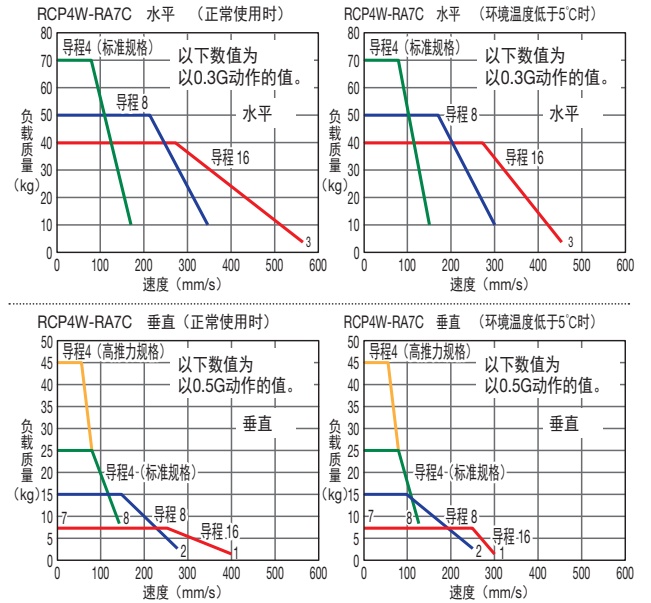 RCP4W-RA7C 水平 （正常使用时）
80
70
60
50
40
30
20
10
0
负载质量（kg）
导程4（标准规格）
以下数值为
以0.3G动作的值。
导程 8
水平
导程 16
3
0 100 200 300 400 500 600
速度（mm/s）
RCP4W-RA7C 水平 （环境温度低于5℃时）
80
70
60
50
40
30
20
10
0
负载质量（kg）
导程4（标准规格）
以下数值为
以0.3G动作的值。
导程 8
水平
导程 16
3
0 100 200 300 400 500 600
速度（mm/s）
RCP4W-RA7C 垂直（正常使用时）
50
45
40
35
30
25
20
15
10
5
0
负载质量（kg）
导程4（高推力规格）
以下数值为
以0.5G动作的值。
垂直
导程4（标准规格）
7
8
导程 8
导程 16
2
1
0 100 200 300 400 500 600
速度（mm/s）
RCP4W-RA7C 垂直 （环境温度低于5℃时）
50
45
40
35
30
25
20
15
10
5
0
负载质量（kg）
导程4（高推力规格）
以下数值为
以0.5G动作的值。
垂直
导程4（标准规格）
7
8
导程 8
导程 16
2
1
0 100 200 300 400 500 600
速度（mm/s）